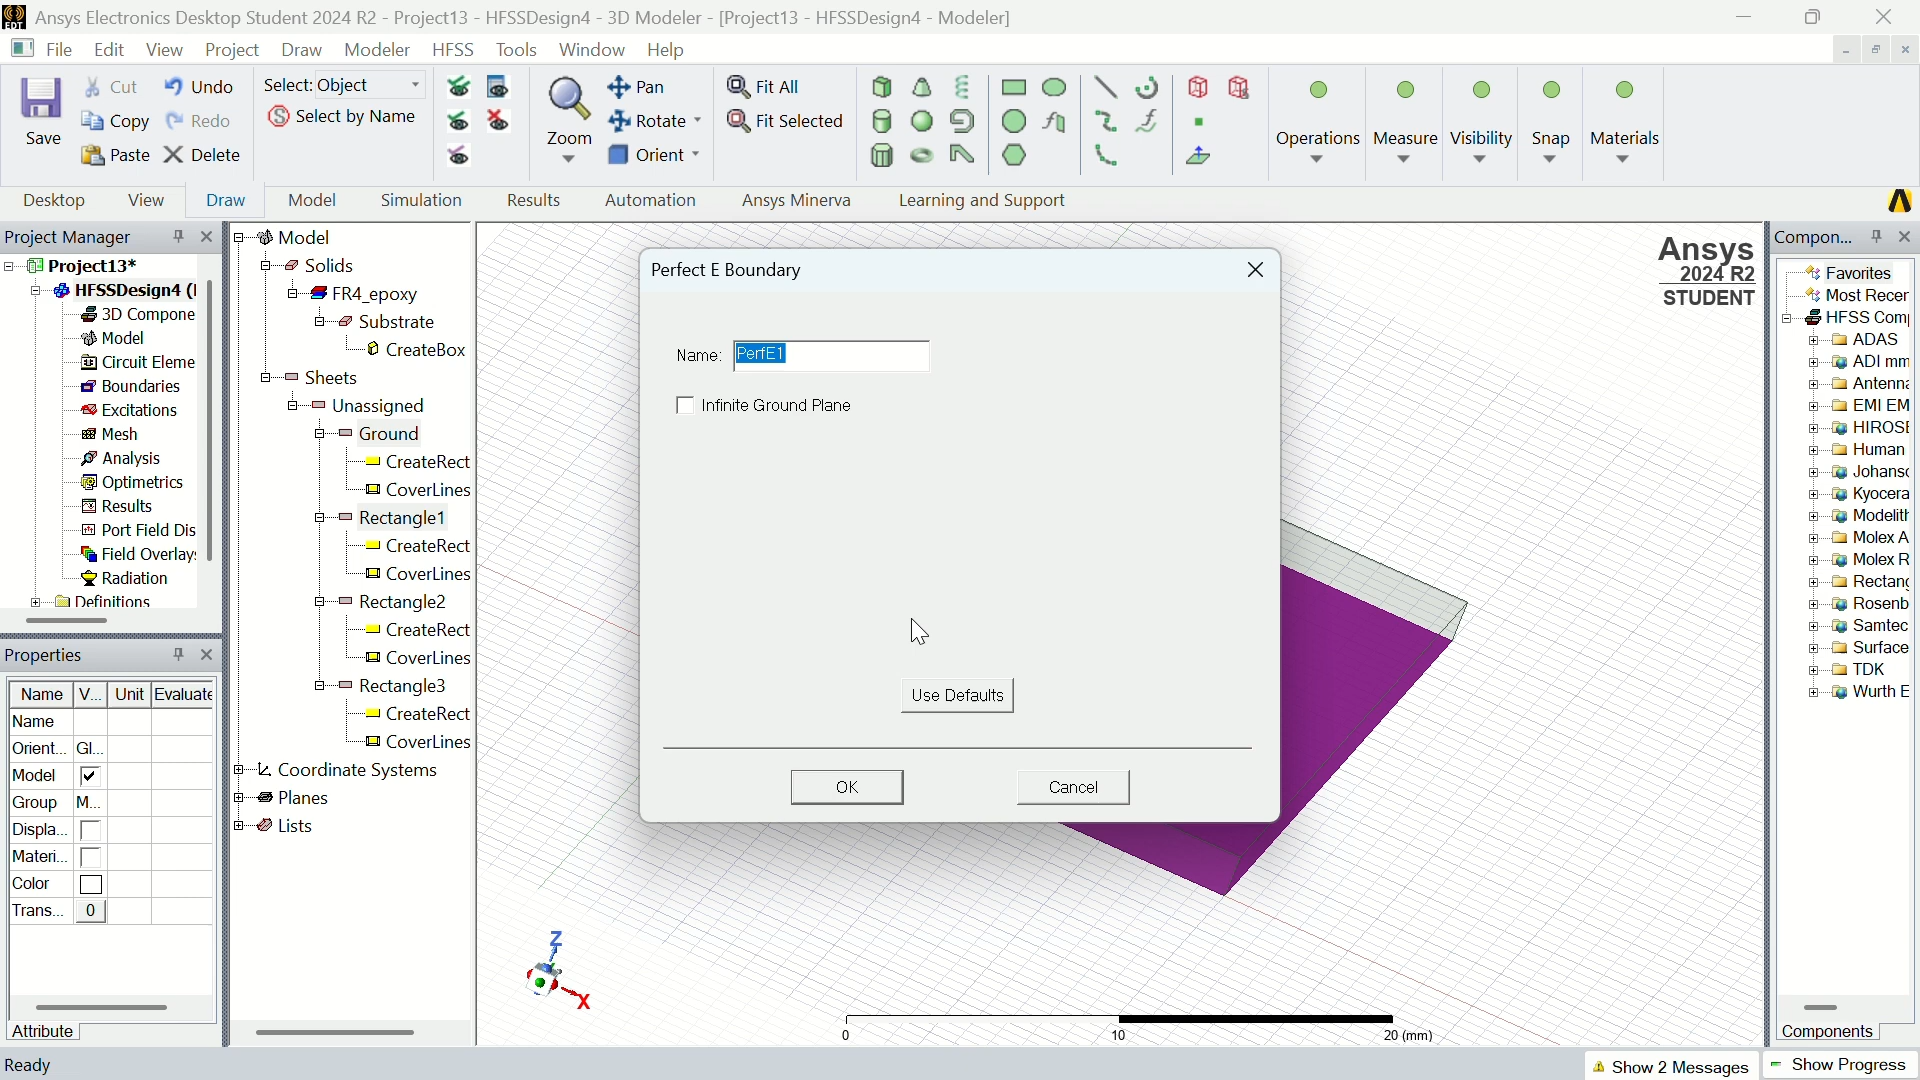 Ansys Electronics Desktop Student 2024 R2 - Project13 - HFSSDesign4 - 3D Modeler - [Project13 - HFSSDesign4 - Modeler]
EDT
File Edit View Project Draw Modeler HFSS Tools Window Help
Save
Cut
Copy
Paste
Undo
Redo
Delete
Select: Object
Select by Name
Zoom
Pan
Rotate
Orient
Fit All
Fit Selected
Operations
Measure
Visibility
Snap
Materials
Desktop View Draw Model Simulation Results Automation Ansys Minerva Learning and Support
Project Manager
Project13*
HFSSDesign4 (
3D Compone
Model
Circuit Eleme
Boundaries
Excitations
Mesh
Analysis
Optimetrics
Results
Port Field Dis
Field Overlay
Radiation
Definitions
Properties
Name V... Unit Evaluate
Name
Orient... Gl...
Model
Group M...
Displa...
Materi...
Color
Trans... 0
Attribute
Model
Solids
FR4_epoxy
Substrate
CreateBox
Sheets
Unassigned
Ground
CreateRect
CoverLines
Rectangle1
CreateRect
CoverLines
Rectangle2
CreateRect
CoverLines
Rectangle3
CreateRect
CoverLines
Coordinate Systems
Planes
Lists
Perfect E Boundary
Name: PerfE1
Infinite Ground Plane
Use Defaults
OK Cancel
Ansys
2024 R2
STUDENT
Z
X
0 10 20 (mm)
Compon...
Favorites
Most Recer
HFSS Com
ADAS
ADI mm
Antenna
EMI EM
HIROSE
Human
Johanso
Kyocera
Modelith
Molex A
Molex R
Rectang
Rosenb
Samtec
Surface
TDK
Wurth E
Components
Ready
Show 2 Messages
Show Progress